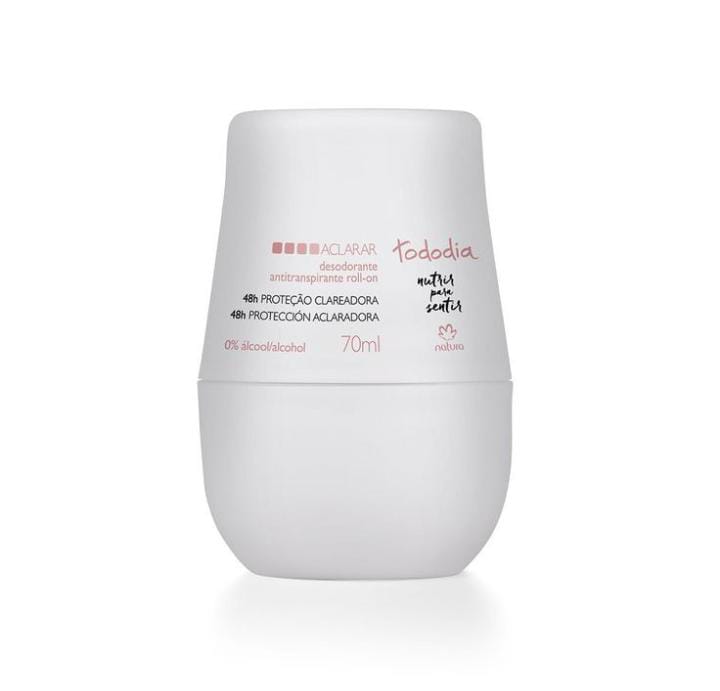 ACLARAR
desodorante
antitranspirante roll-on
48h PROTEÇÃO CLAREADORA
48h PROTECCIÓN ACLARADORA
0% álcool/alcohol 70ml
tododia
nutrir
para
sentir
natura